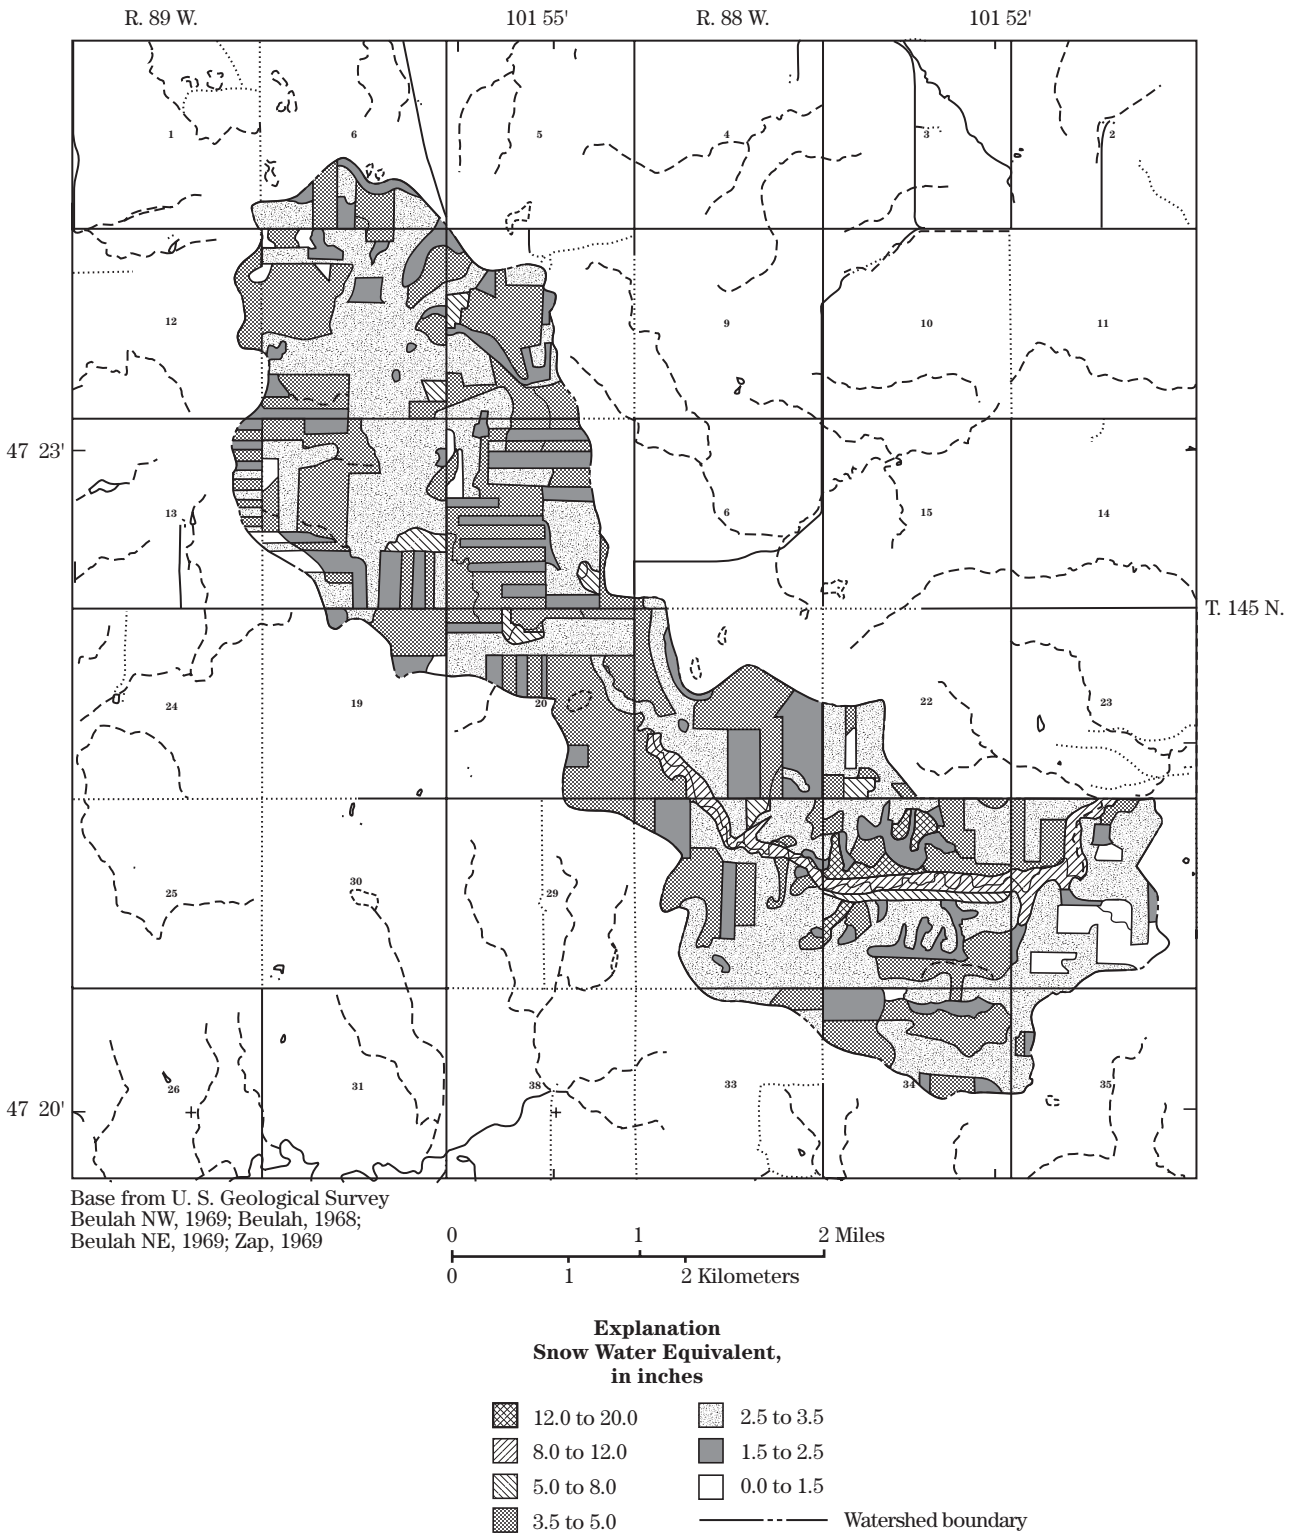 R. 89 W. 101 55' R. 88 W. 101 52'
1 6 5 4 3 2
12 9 10 11
47 23'
13 6 15 14
T. 145 N.
24 19 20 22 23
25 30 29
26 31 38 33 34 35
47 20'
Base from U. S. Geological Survey
Beulah NW, 1969; Beulah, 1968;
Beulah NE, 1969; Zap, 1969
0 1 2 Miles
0 1 2 Kilometers
Explanation
Snow Water Equivalent,
in inches
12.0 to 20.0 2.5 to 3.5
8.0 to 12.0 1.5 to 2.5
5.0 to 8.0 0.0 to 1.5
3.5 to 5.0 Watershed boundary